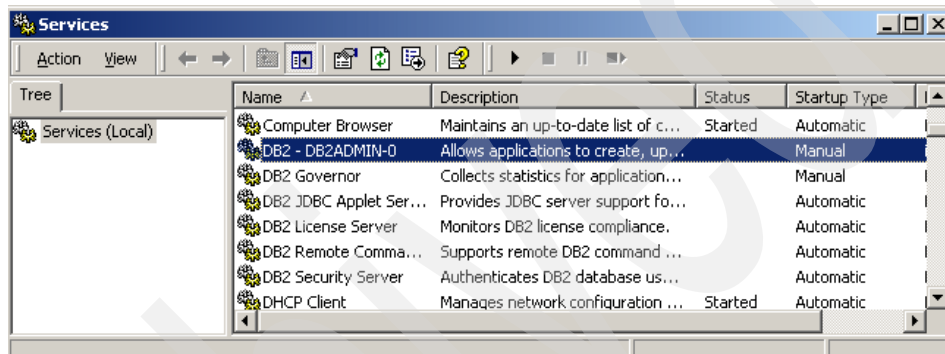 Services
Action View
Tree
Name Description Status Startup Type
Services (Local)
Computer Browser Maintains an up-to-date list of c... Started Automatic
DB2 - DB2ADMIN-0 Allows applications to create, up... Manual
DB2 Governor Collects statistics for application... Manual
DB2 JDBC Applet Ser... Provides JDBC server support fo... Automatic
DB2 License Server Monitors DB2 license compliance. Automatic
DB2 Remote Comma... Supports remote DB2 command ... Automatic
DB2 Security Server Authenticates DB2 database us... Automatic
DHCP Client Manages network configuration ... Started Automatic